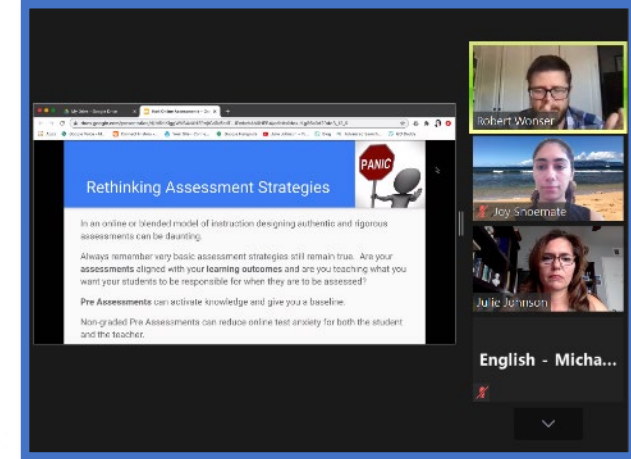 My Drive - Google Drive
PANIC
Rethinking Assessment Strategies
In an online or blended model of instruction designing authentic and rigorous
assessments can be daunting.
Always remember very basic assessment strategies still remain true. Are your
assessments aligned with your learning outcomes and are you teaching what you
want your students to be responsible for when they are to be assessed?
Pre Assessments can activate knowledge and give you a baseline.
Non-graded Pre Assessments can reduce online test anxiety for both the student
and the teacher.
Robert Wonser
Joy Shoemate
Julie Johnson
English - Micha...